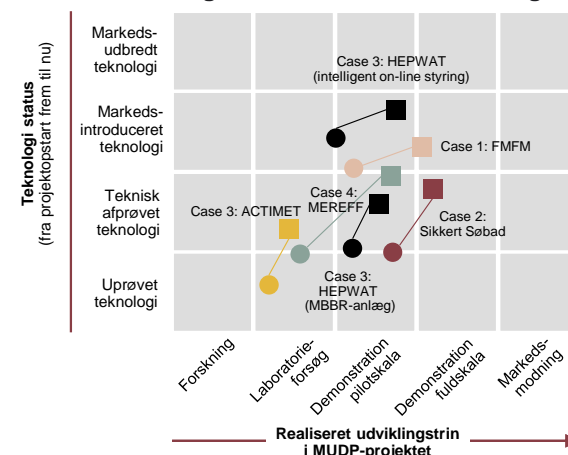 Markeds-
udbredt
teknologi
Markeds-
introduceret
teknologi
Teknisk
afprøvet
teknologi
Uprøvet
teknologi
Teknologi status
(fra projektopstart frem til nu)
Case 3: HEPWAT
(intelligent on-line styring)
Case 1: FMFM
Case 4:
MEREFF
Case 3: ACTIMET
Case 2:
Sikkert Søbad
Case 3:
HEPWAT
(MBBR-anlæg)
Forskning
Laboratorie-
forsøg
Demonstration
pilotskala
Demonstration
fuldskala
Markeds-
modning
Realiseret udviklingstrin
i MUDP-projektet